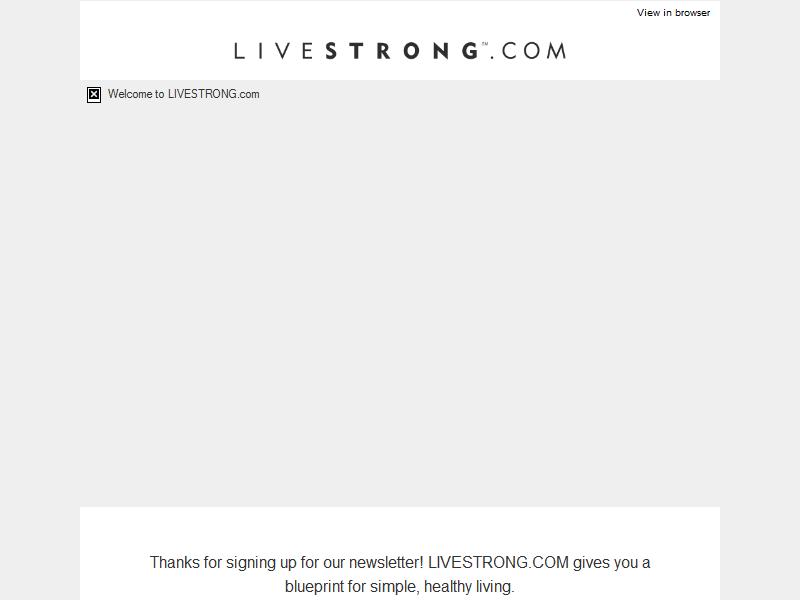 View in browser
LIVESTRONG™.COM
Welcome to LIVESTRONG.com
Thanks for signing up for our newsletter! LIVESTRONG.COM gives you a
blueprint for simple, healthy living.